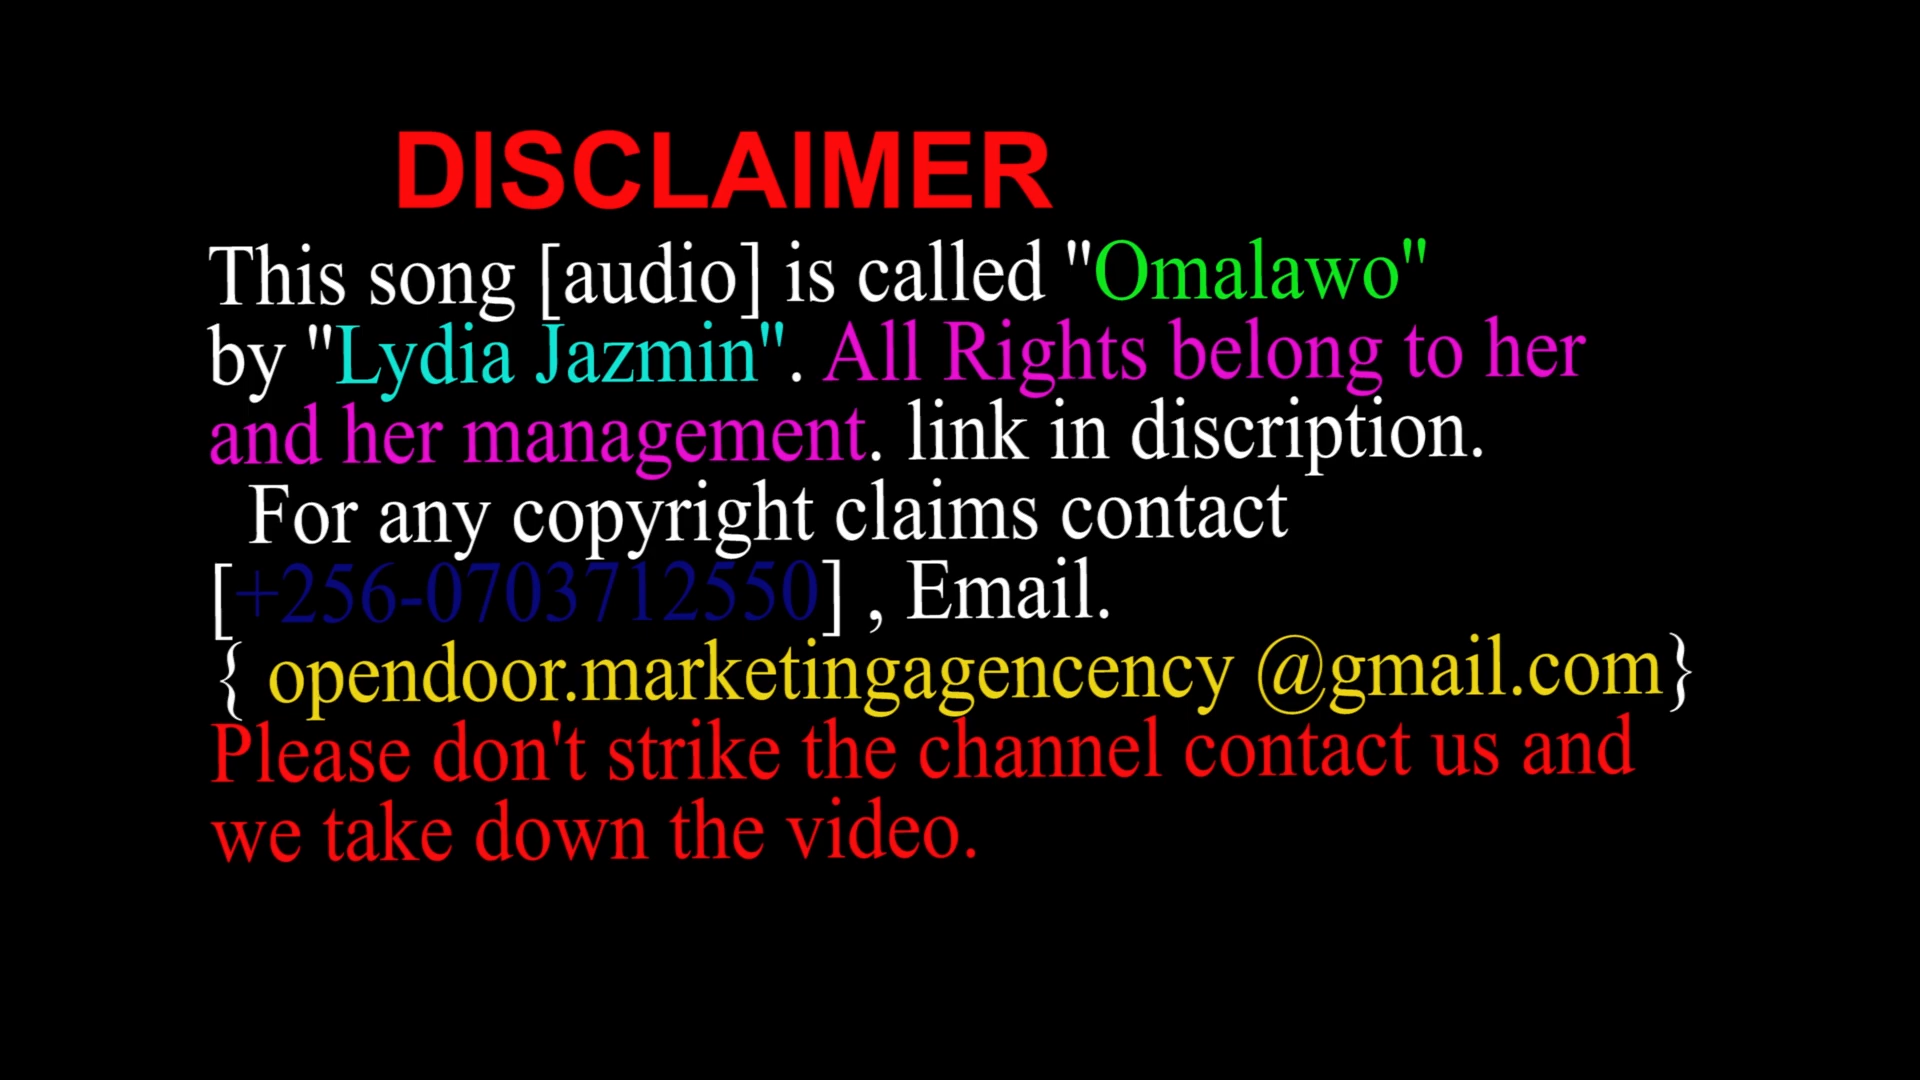 DISCLAIMER
This song [audio] is called "Omalawo"
by "Lydia Jazmin". All Rights belong to her
and her management. link in discription.
For any copyright claims contact
[+256-0703712550] , Email.
{ opendoor.marketingagencency @gmail.com}
Please don't strike the channel contact us and
we take down the video.